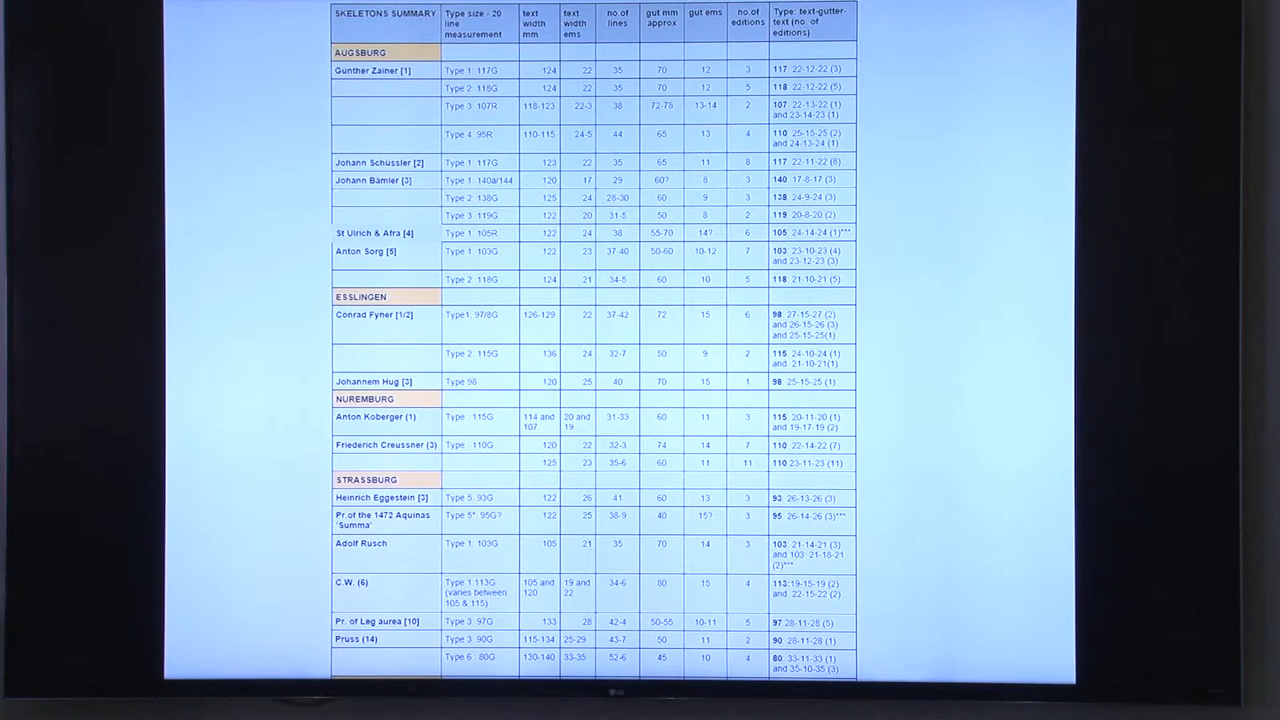 SKELETONS SUMMARY Type size - 20 line measurement text width mm text width ems no.of lines gut mm approx gut ems no.of editions Type: text-gutter-text (no. of editions)
AUGSBURG
Gunther Zainer [1] Type 1: 117G 124 22 35 70 12 3 117 22-12-22 (3)
Type 2: 118G 124 22 35 70 12 5 118 22-12-22 (5)
Type 3: 107R 118-123 22-3 38 72-78 13-14 2 107 22-13-22 (1) and 23-14-23 (1)
Type 4: 95R 110-115 24-5 44 65 13 4 110 25-15-25 (2) and 24-13-24 (1)
Johann Schussler [2] Type 1: 117G 123 22 35 65 11 8 117 22-11-22 (8)
Johann Bämler [3] Type 1: 140a/144 120 17 29 60? 8 3 140 17-8-17 (3)
Type 2: 138G 125 24 28-30 60 9 3 138 24-9-24 (3)
Type 3: 119G 122 20 31-5 50 8 2 119 20-8-20 (2)
St Ulrich & Afra [4] Type 1: 105R 122 24 38 55-70 14? 6 105 24-14-24 (1)***
Anton Sorg [5] Type 1: 103G 122 23 37-40 50-60 10-12 7 103 23-10-23 (4) and 23-12-23 (3)
Type 2: 118G 124 21 34-5 60 10 5 118 21-10-21 (5)
ESSLINGEN
Conrad Fyner [1/2] Type1: 97/8G 126-129 22 37-42 72 15 6 98 27-15-27 (2) and 26-15-26 (3) and 25-15-25(1)
Type 2: 115G 136 24 32-7 50 9 2 115 24-10-24 (1) and 21-10-21(1)
Johannem Hug [3] Type 98 120 25 40 70 15 1 98 25-15-25 (1)
NUREMBURG
Anton Koberger (1) Type : 115G 114 and 107 20 and 19 31-33 60 11 3 115 20-11-20 (1) and 19-17-19 (2)
Friederich Creussner (3) Type : 110G 120 22 32-3 74 14 7 110 22-14-22 (7)
125 23 35-6 60 11 11 110 23-11-23 (11)
STRASSBURG
Heinrich Eggestein [3] Type 5: 93G 122 26 41 60 13 3 93 26-13-26 (3)
Pr.of the 1472 Aquinas 'Summa' Type 5*: 95G? 122 25 38-9 40 15? 3 95 26-14-26 (3)***
Adolf Rusch Type 1: 103G 105 21 35 70 14 3 103 21-14-21 (3) and 103: 21-18-21 (2)***
C.W. (6) Type 1 113G (varies between 105 & 115) 105 and 120 19 and 22 34-6 80 15 4 113:19-15-19 (2) and 22-15-22 (2)
Pr. of Leg aurea [10] Type 3: 97G 133 28 42-4 50-55 10-11 5 97 28-11-28 (5)
Pruss (14) Type 3: 90G 115-134 25-29 43-7 50 11 2 90 28-11-28 (1)
Type 6 : 80G 130-140 33-35 52-6 45 10 4 80 33-11-33 (1) and 35-10-35 (3)
LG